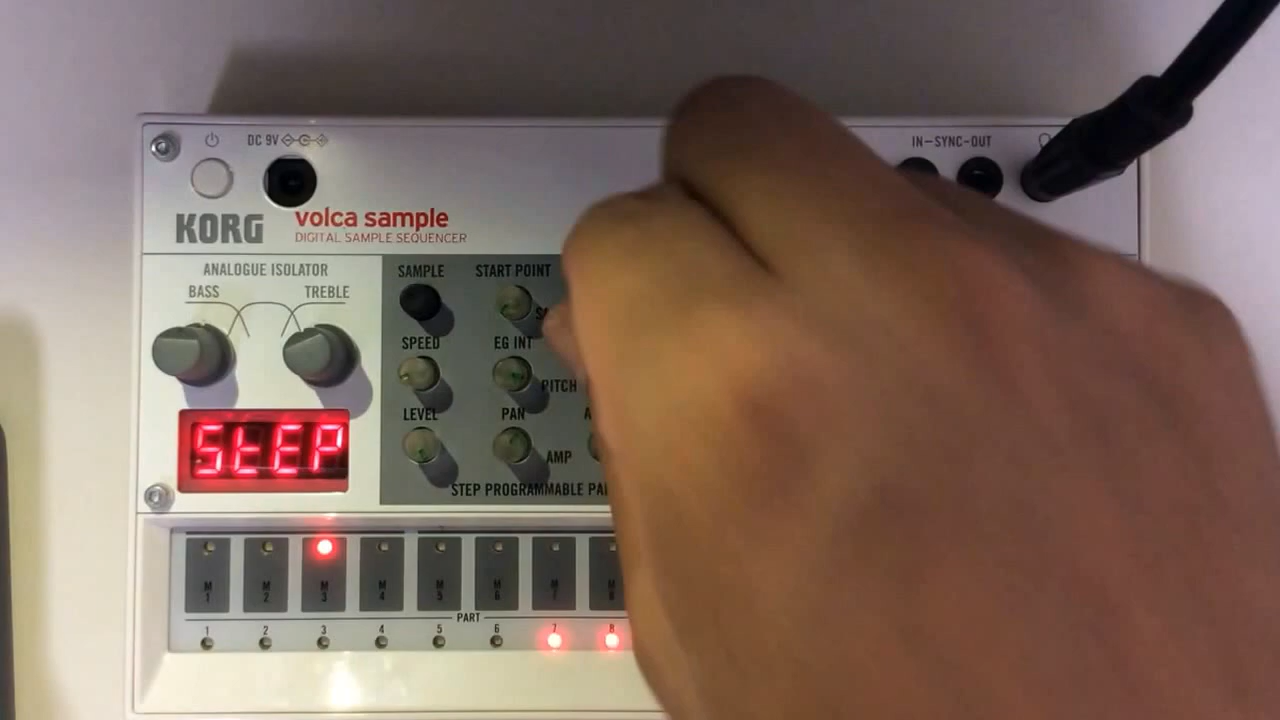 DC 9V
IN-SYNC-OUT
KORG
volca sample
DIGITAL SAMPLE SEQUENCER
ANALOGUE ISOLATOR
BASS
TREBLE
SAMPLE
START POINT
SPEED
EG INT
PITCH
LEVEL
PAN
AMP
StEP
STEP PROGRAMMABLE
M M M M M M M M
1 2 3 4 5 6 7 8
PART
1 2 3 4 5 6 7 8